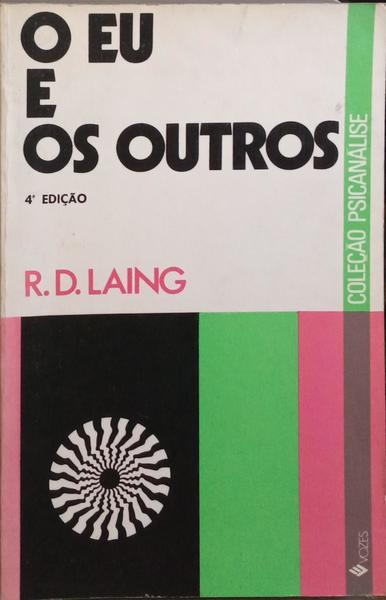 O EU
E
OS OUTROS
4ª EDIÇÃO
R. D. LAING
COLEÇÃO PSICANÁLISE
VOZES